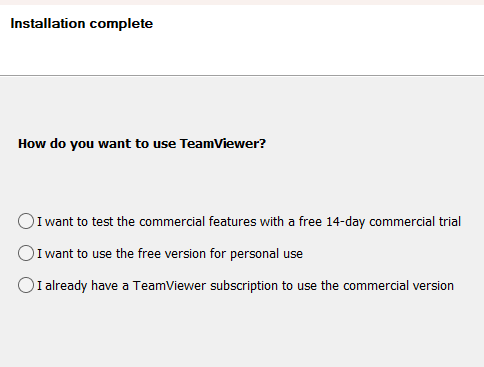 Installation complete
How do you want to use TeamViewer?
I want to test the commercial features with a free 14-day commercial trial
I want to use the free version for personal use
I already have a TeamViewer subscription to use the commercial version